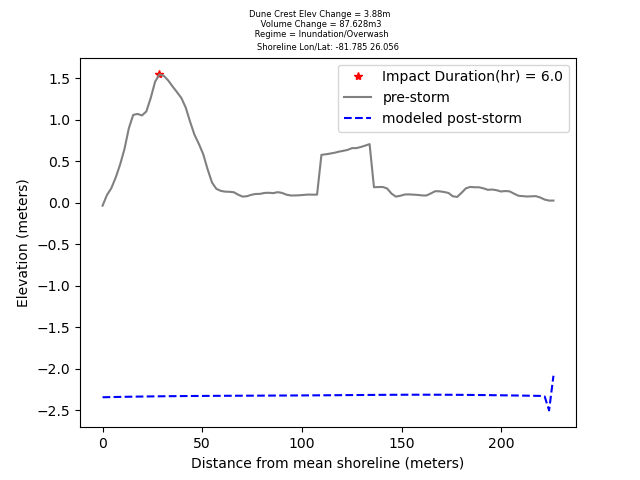 Dune Crest Elev Change = 3.88m
Volume Change = 87.628m3
Regime = Inundation/Overwash
Shoreline Lon/Lat: -81.785 26.056
Impact Duration(hr) = 6.0
pre-storm
modeled post-storm
Elevation (meters)
1.5
1.0
0.5
0.0
−0.5
−1.0
−1.5
−2.0
−2.5
0 50 100 150 200
Distance from mean shoreline (meters)